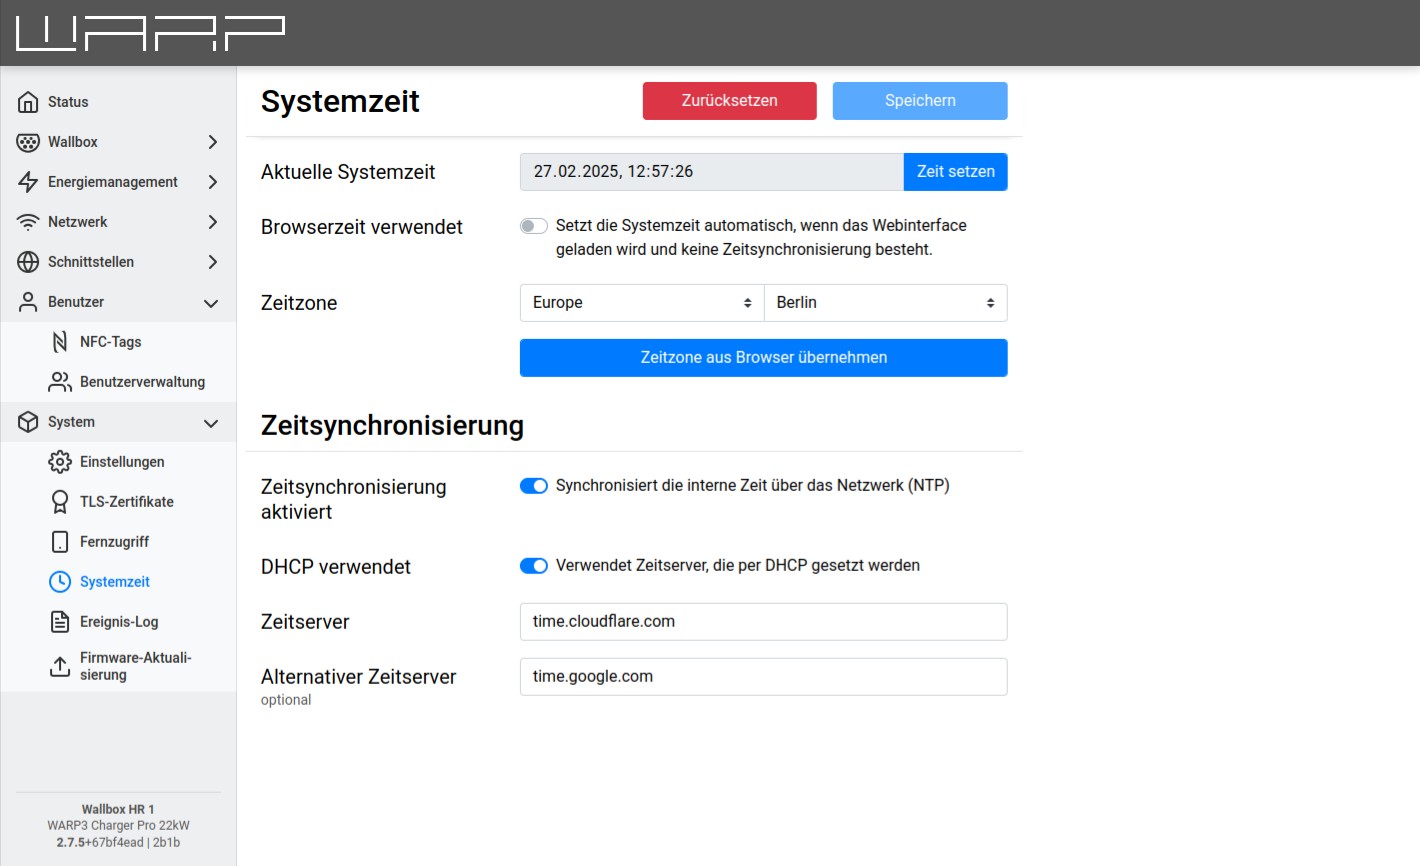 WARP
Status
Wallbox
Energiemanagement
Netzwerk
Schnittstellen
Benutzer
NFC-Tags
Benutzerverwaltung
System
Einstellungen
TLS-Zertifikate
Fernzugriff
Systemzeit
Ereignis-Log
Firmware-Aktuali-
sierung
Wallbox HR 1
WARP3 Charger Pro 22kW
2.7.5+67bf4ead | 2b1b
Systemzeit
Zurücksetzen
Speichern
Aktuelle Systemzeit
27.02.2025, 12:57:26
Zeit setzen
Browserzeit verwendet
Setzt die Systemzeit automatisch, wenn das Webinterface
geladen wird und keine Zeitsynchronisierung besteht.
Zeitzone
Europe
Berlin
Zeitzone aus Browser übernehmen
Zeitsynchronisierung
Zeitsynchronisierung
aktiviert
Synchronisiert die interne Zeit über das Netzwerk (NTP)
DHCP verwendet
Verwendet Zeitserver, die per DHCP gesetzt werden
Zeitserver
time.cloudflare.com
Alternativer Zeitserver
optional
time.google.com